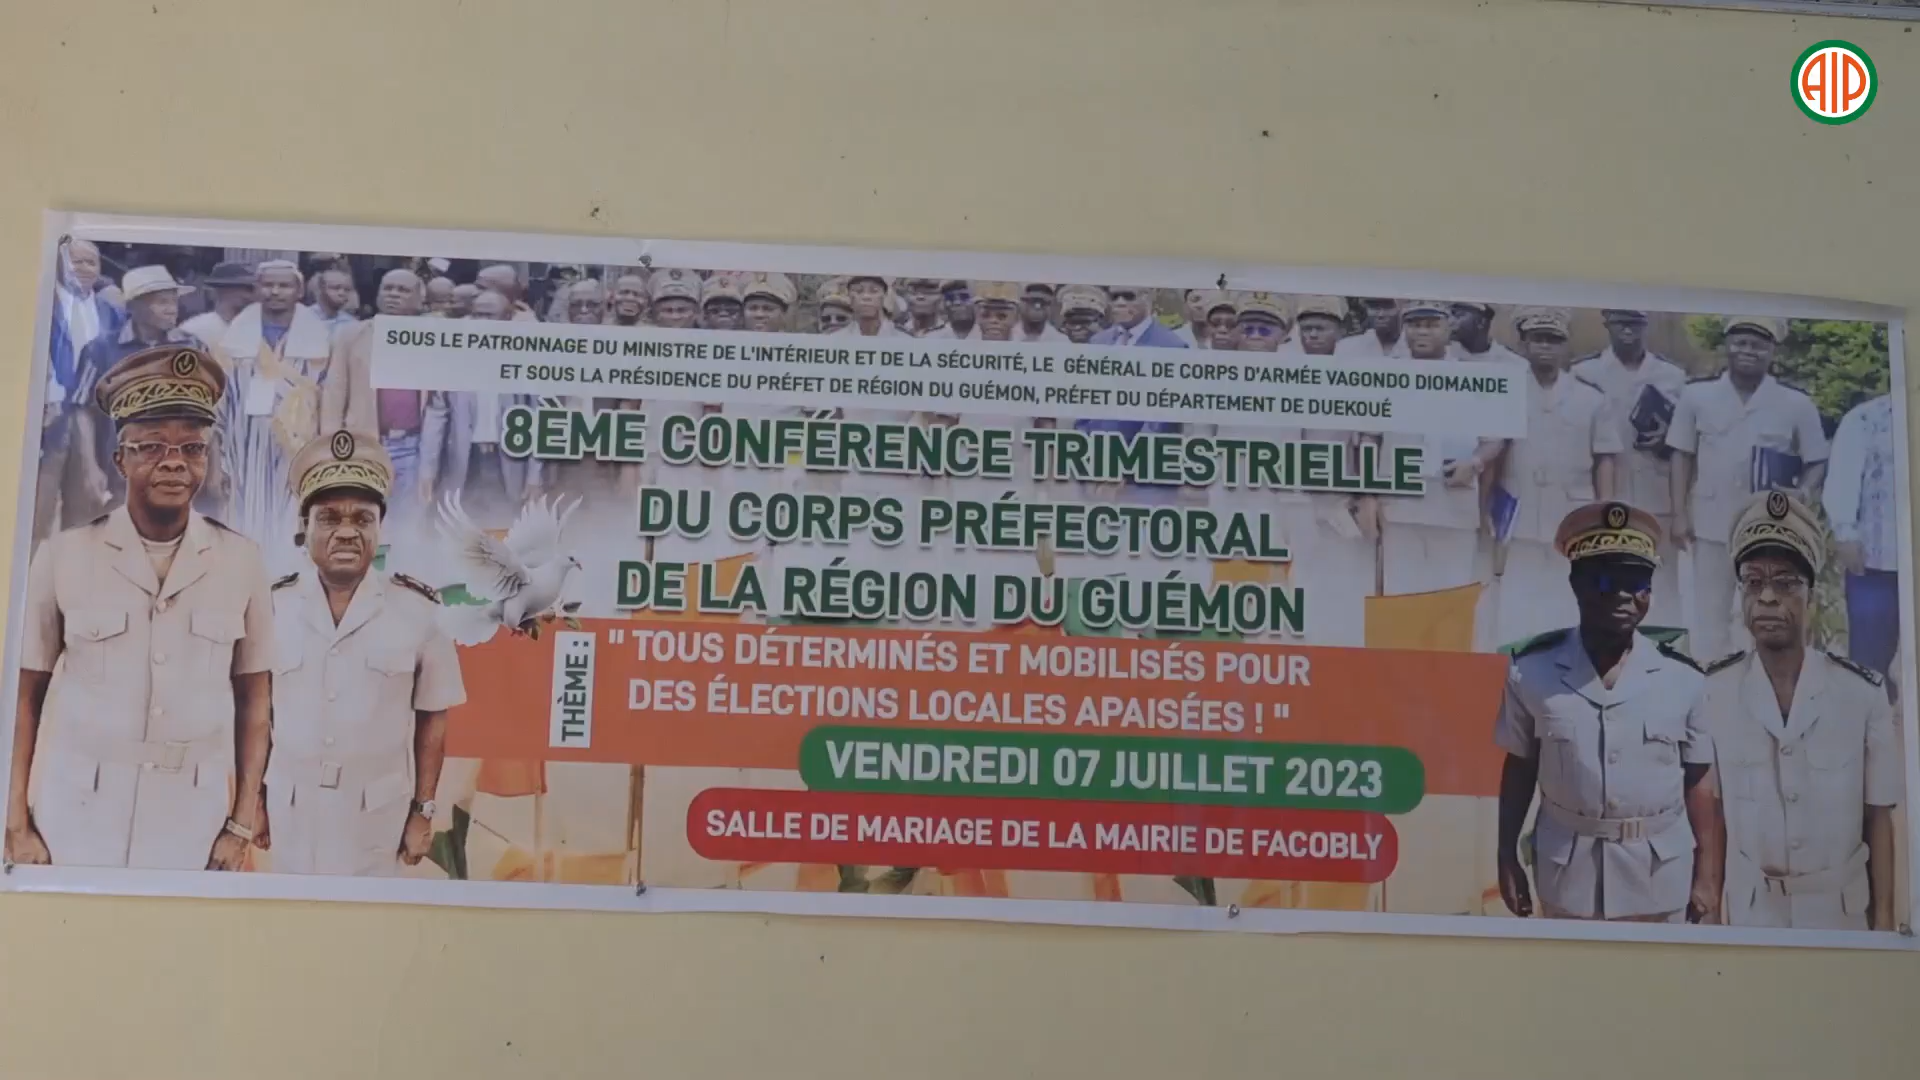 AIP
SOUS LE PATRONNAGE DU MINISTRE DE L'INTÉRIEUR ET DE LA SÉCURITÉ, LE GÉNÉRAL DE CORPS D'ARMÉE VAGONDO DIOMANDE
ET SOUS LA PRÉSIDENCE DU PRÉFET DE RÉGION DU GUÉMON, PRÉFET DU DÉPARTEMENT DE DUEKOUÉ
8ÈME CONFÉRENCE TRIMESTRIELLE
DU CORPS PRÉFECTORAL
DE LA RÉGION DU GUÉMON
THÈME :
" TOUS DÉTERMINÉS ET MOBILISÉS POUR
DES ÉLECTIONS LOCALES APAISÉES ! "
VENDREDI 07 JUILLET 2023
SALLE DE MARIAGE DE LA MAIRIE DE FACOBLY